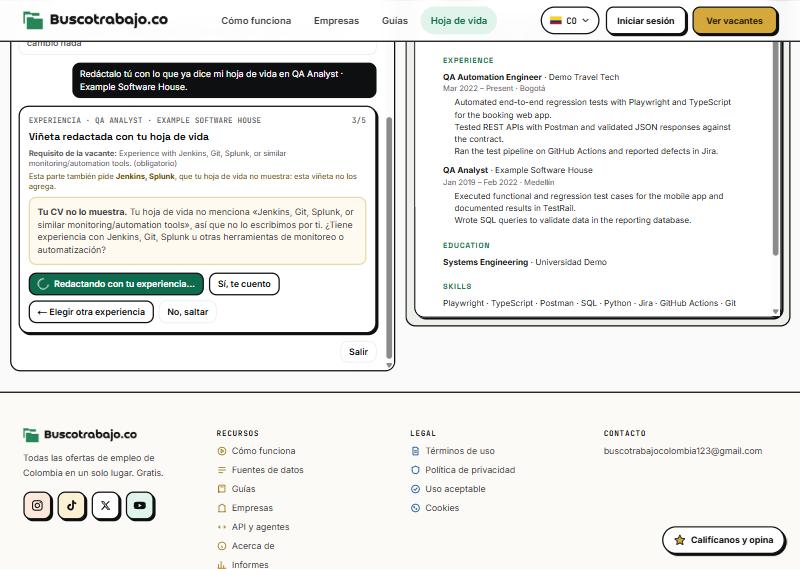 Buscotrabajo.co
Cómo funciona
Empresas
Guías
Hoja de vida
CO
Iniciar sesión
Ver vacantes
cambio nada
Redáctalo tú con lo que ya dice mi hoja de vida en QA Analyst ·
Example Software House.
EXPERIENCIA · QA ANALYST · EXAMPLE SOFTWARE HOUSE
3/5
Viñeta redactada con tu hoja de vida
Requisito de la vacante: Experience with Jenkins, Git, Splunk, or similar
monitoring/automation tools. (obligatorio)
Esta parte también pide Jenkins, Splunk, que tu hoja de vida no muestra: esta viñeta no los
agrega.
Tu CV no lo muestra. Tu hoja de vida no menciona «Jenkins, Git, Splunk, or
similar monitoring/automation tools», así que no lo escribimos por ti. ¿Tiene
experiencia con Jenkins, Git, Splunk u otras herramientas de monitoreo o
automatización?
Redactando con tu experiencia...
Sí, te cuento
← Elegir otra experiencia
No, saltar
Salir
EXPERIENCE
QA Automation Engineer · Demo Travel Tech
Mar 2022 – Present · Bogotá
Automated end-to-end regression tests with Playwright and TypeScript
for the booking web app.
Tested REST APIs with Postman and validated JSON responses against
the contract.
Ran the test pipeline on GitHub Actions and reported defects in Jira.
QA Analyst · Example Software House
Jan 2019 – Feb 2022 · Medellín
Executed functional and regression test cases for the mobile app and
documented results in TestRail.
Wrote SQL queries to validate data in the reporting database.
EDUCATION
Systems Engineering · Universidad Demo
SKILLS
Playwright · TypeScript · Postman · SQL · Python · Jira · GitHub Actions · Git
Buscotrabajo.co
Todas las ofertas de empleo de
Colombia en un solo lugar. Gratis.
RECURSOS
Cómo funciona
Fuentes de datos
Guías
Empresas
API y agentes
Acerca de
Informes
LEGAL
Términos de uso
Política de privacidad
Uso aceptable
Cookies
CONTACTO
buscotrabajocolombia123@gmail.com
Califícanos y opina